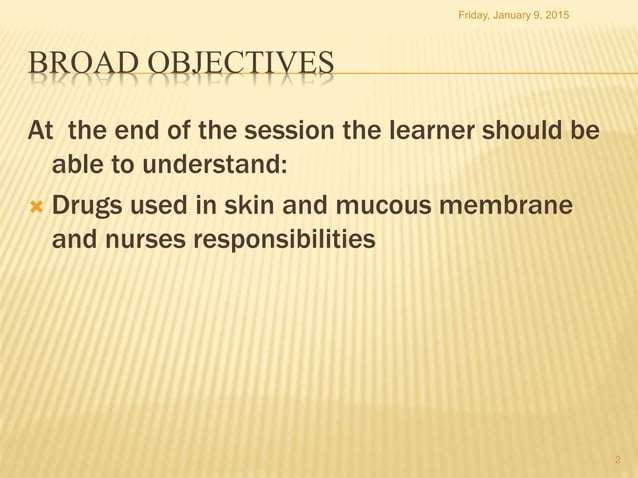 Friday, January 9, 2015
BROAD OBJECTIVES
At  the end of the session the learner should be
able to understand:
Drugs used in skin and mucous membrane
and nurses responsibilities
2